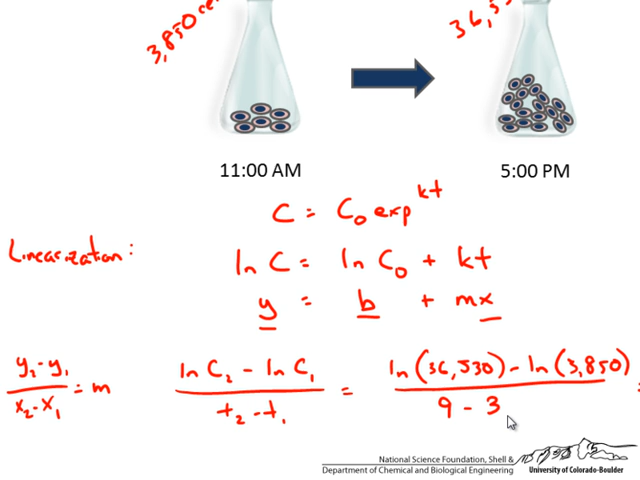 3,850
36,53
11:00 AM
5:00 PM
C = C₀ exp^kt
Linearization:
ln C = ln C₀ + kt
y = b + mx
y₂-y₁ / x₂-x₁ = m    ln C₂ - ln C₁ / t₂ - t₁ = ln(36,530) - ln(3,850) / 9 - 3 =
National Science Foundation, Shell &
Department of Chemical and Biological Engineering
University of Colorado-Boulder